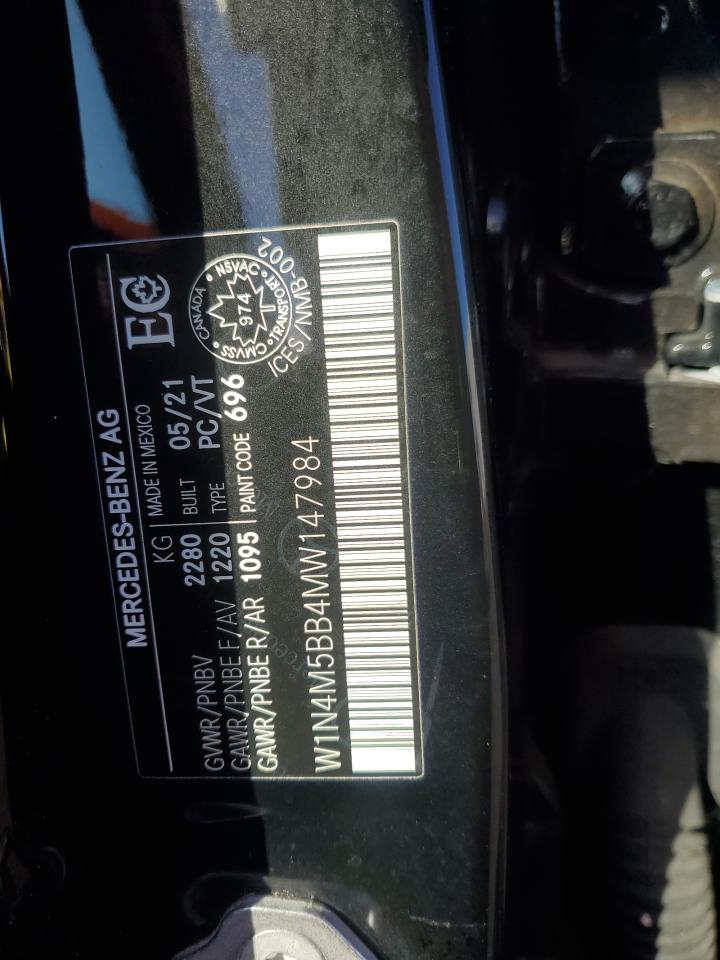 MERCEDES-BENZ AG
KG | MADE IN MEXICO
GVWR/PNBV 2280 BUILT 05/21
GAWR/PNBE F/AV 1220 TYPE PC/VT
GAWR/PNBE R/AR 1095 | PAINT CODE 696
EC
CANADA • NSVAC • TRANSPORT • CMVSS
974
ICES/NMB-002
W1N4M5BB4MW147984